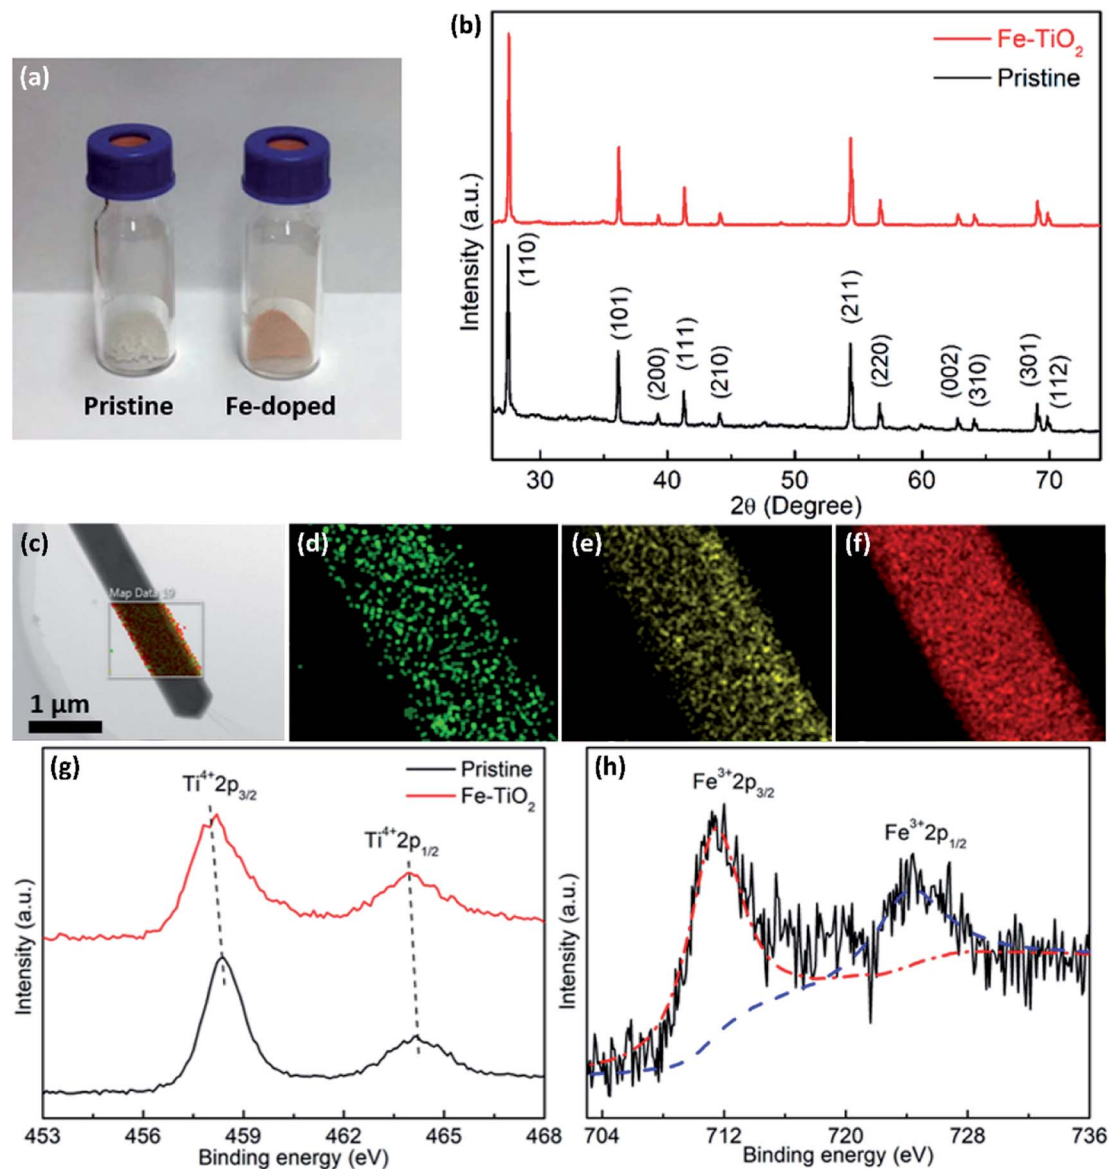 (a)
Pristine
Fe-doped
(b)
Fe-TiO₂
Pristine
Intensity (a.u.)
(110)
(101)
(200)
(111)
(210)
(211)
(220)
(002)
(310)
(301)
(112)
30
40
50
60
70
2θ (Degree)
(c)
Map Data 19
1 μm
(d)
(e)
(f)
(g)
Pristine
Fe-TiO₂
Ti⁴⁺2p₃/₂
Ti⁴⁺2p₁/₂
Intensity (a.u.)
453
456
459
462
465
468
Binding energy (eV)
(h)
Fe³⁺2p₃/₂
Fe³⁺2p₁/₂
Intensity (a.u.)
704
712
720
728
736
Binding energy (eV)